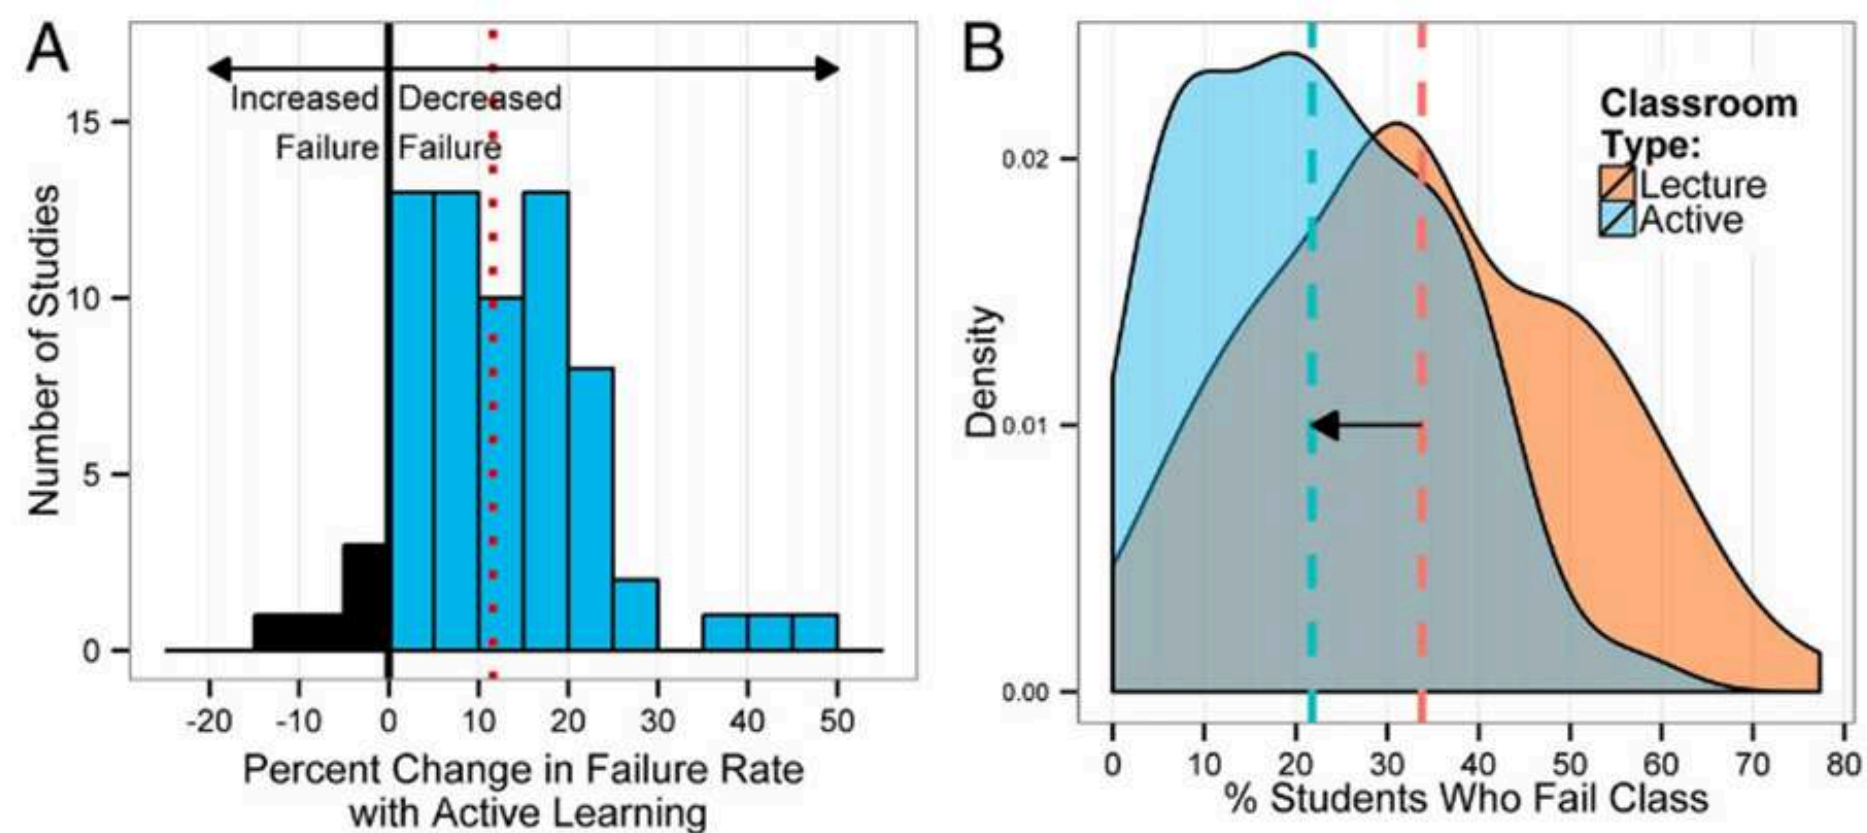 A
Increased Decreased
Failure Failure
15
10
5
0
Number of Studies
-20 -10 0 10 20 30 40 50
Percent Change in Failure Rate
with Active Learning
B
Classroom
Type:
Lecture
Active
0.02
0.01
0.00
Density
0 10 20 30 40 50 60 70 80
% Students Who Fail Class